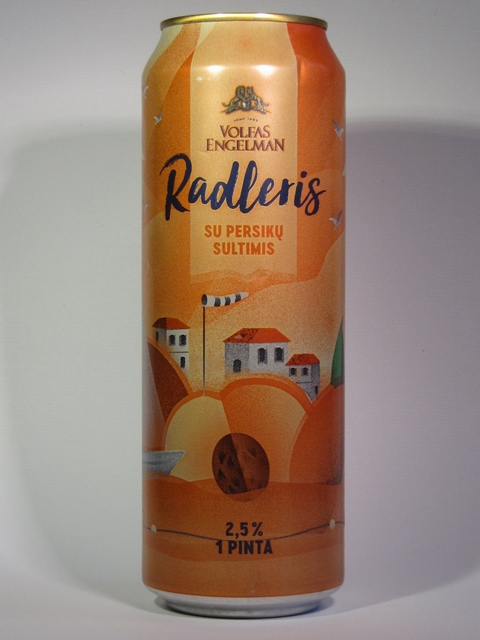 VOLFAS
ENGELMAN
Radleris
SU PERSIKŲ
SULTIMIS
2,5%
1 PINTA